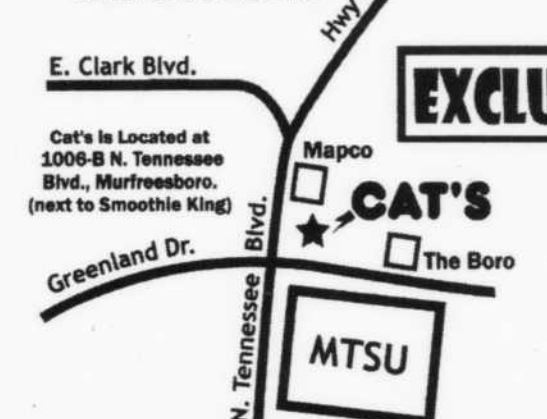 Hwy
E. Clark Blvd.
EXCLU
Cat's is Located at
1006-B N. Tennessee
Blvd., Murfreesboro.
(next to Smoothie King)
Mapco
CAT'S
Blvd.
Greenland Dr.
The Boro
N. Tennessee
MTSU